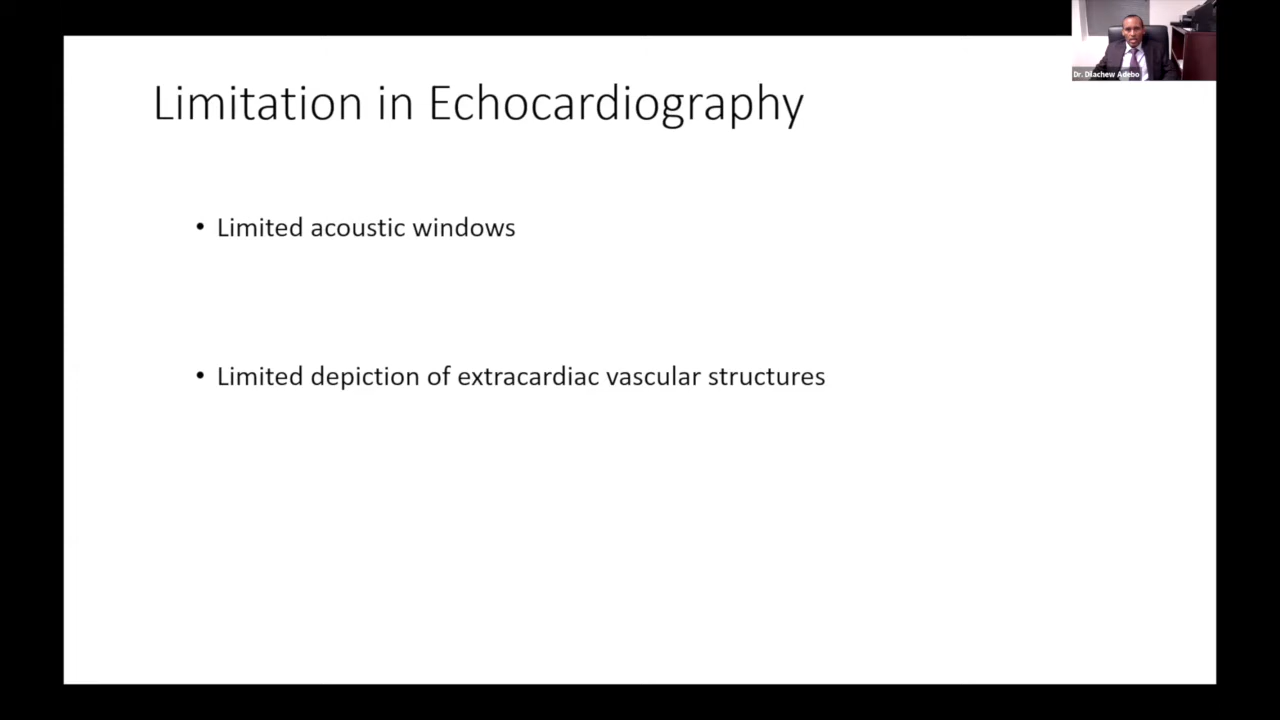 Limitation in Echocardiography
• Limited acoustic windows
• Limited depiction of extracardiac vascular structures
Dr. Dilachew Adebo